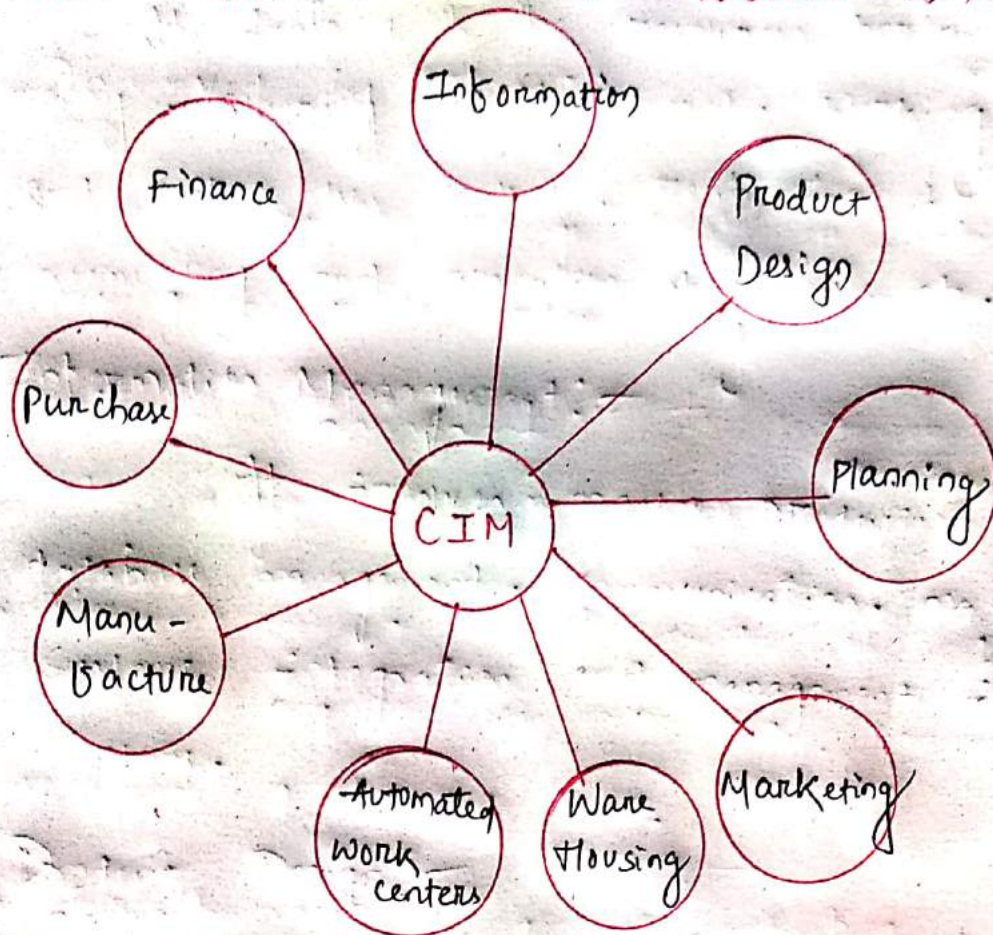 Information
Finance
Product
Design
Purchase
Planning
CIM
Manu-
facture
Marketing
Automated
work
centers
Ware
Housing